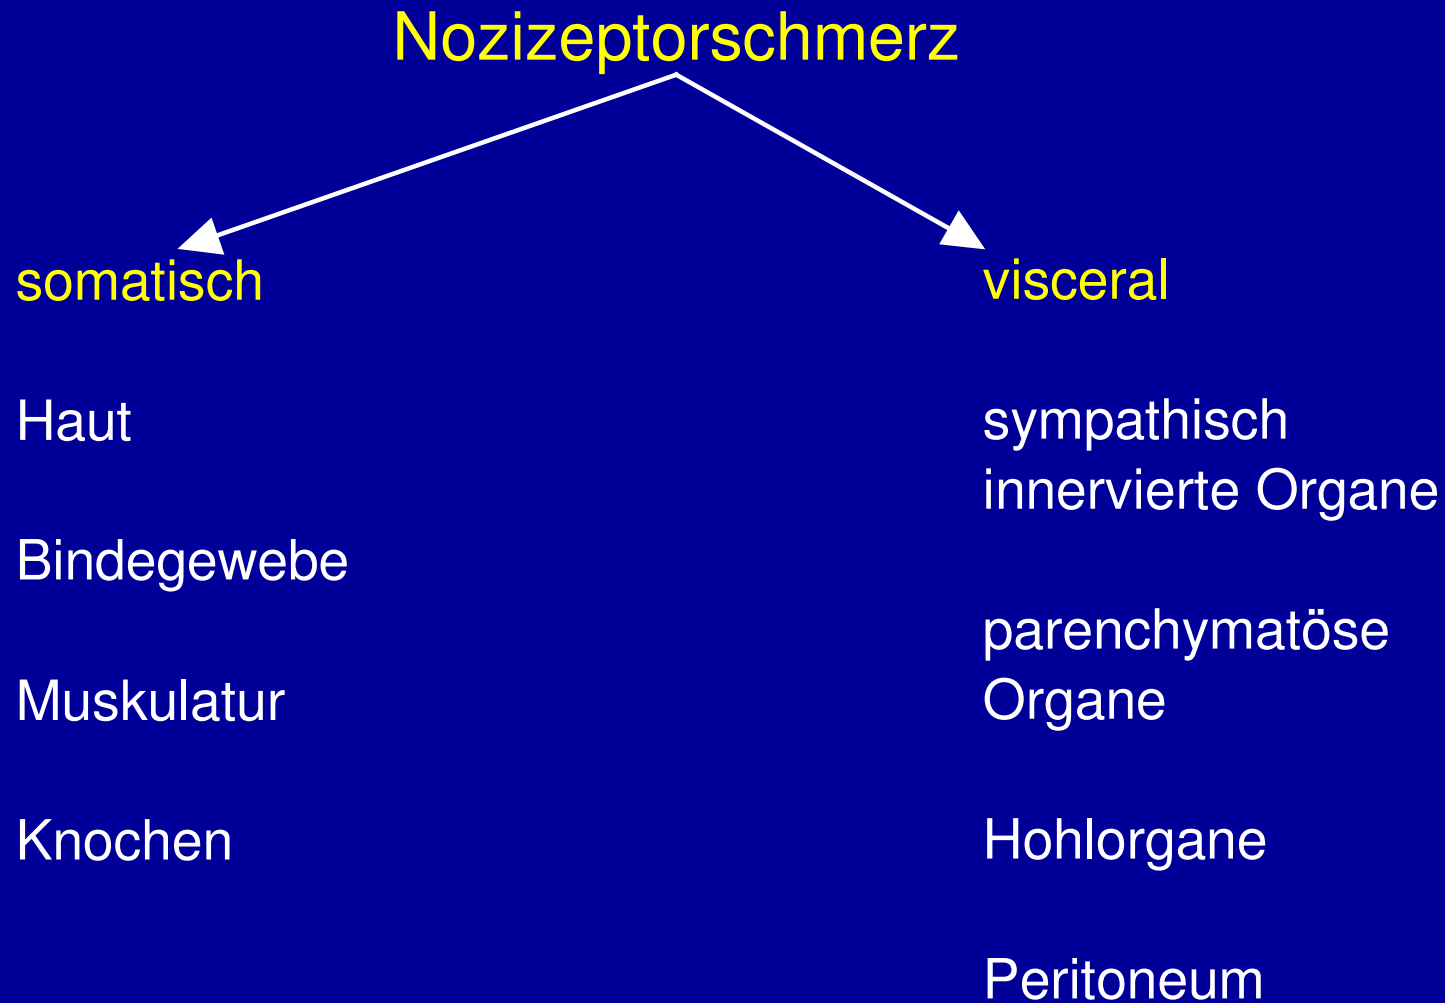 Nozizeptorschmerz
somatisch
Haut
Bindegewebe
Muskulatur
Knochen
visceral
sympathisch
innervierte Organe
parenchymatöse
Organe
Hohlorgane
Peritoneum